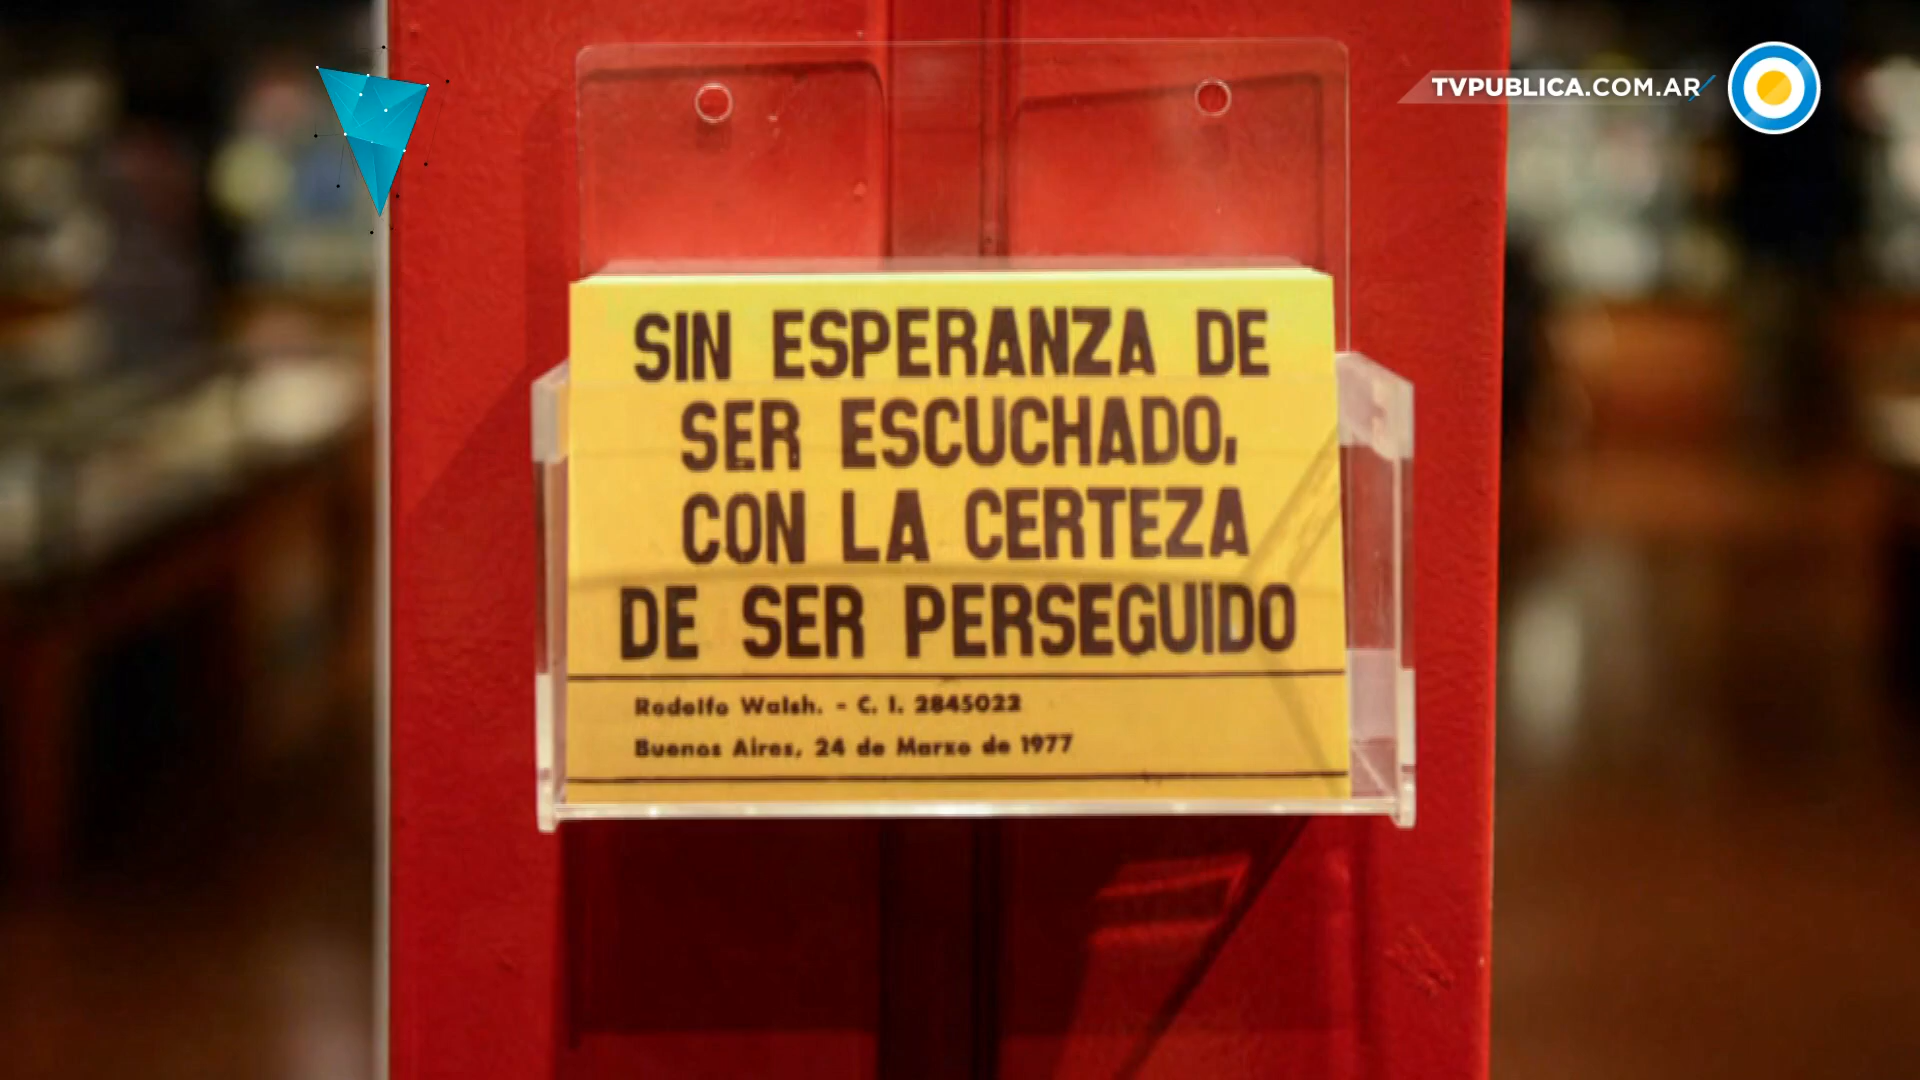 TVPUBLICA.COM.AR
SIN ESPERANZA DE
SER ESCUCHADO,
CON LA CERTEZA
DE SER PERSEGUIDO
Rodolfo Walsh. - C. I. 2845022
Buenos Aires, 24 de Marzo de 1977